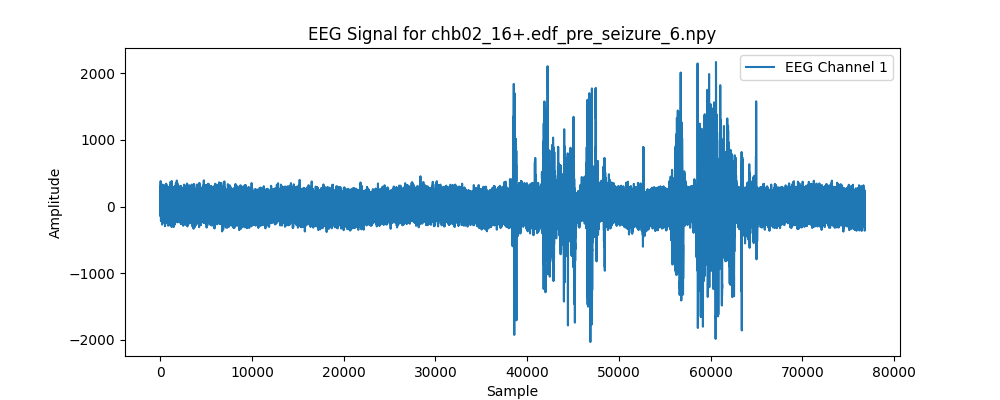 EEG Signal for chb02_16+.edf_pre_seizure_6.npy
EEG Channel 1
2000
1000
0
−1000
−2000
Amplitude
0 10000 20000 30000 40000 50000 60000 70000 80000
Sample